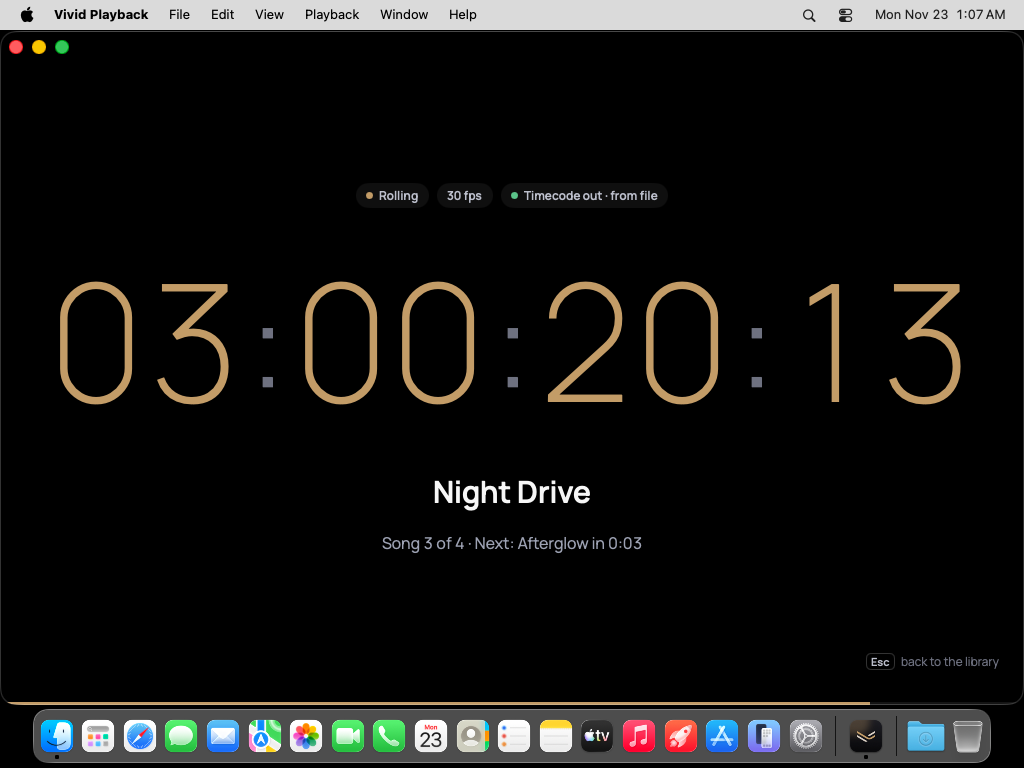 Vivid Playback File Edit View Playback Window Help Mon Nov 23 1:07 AM
Rolling 30 fps Timecode out · from file
03:00:20:13
Night Drive
Song 3 of 4 · Next: Afterglow in 0:03
Esc back to the library
Mon
23
tv